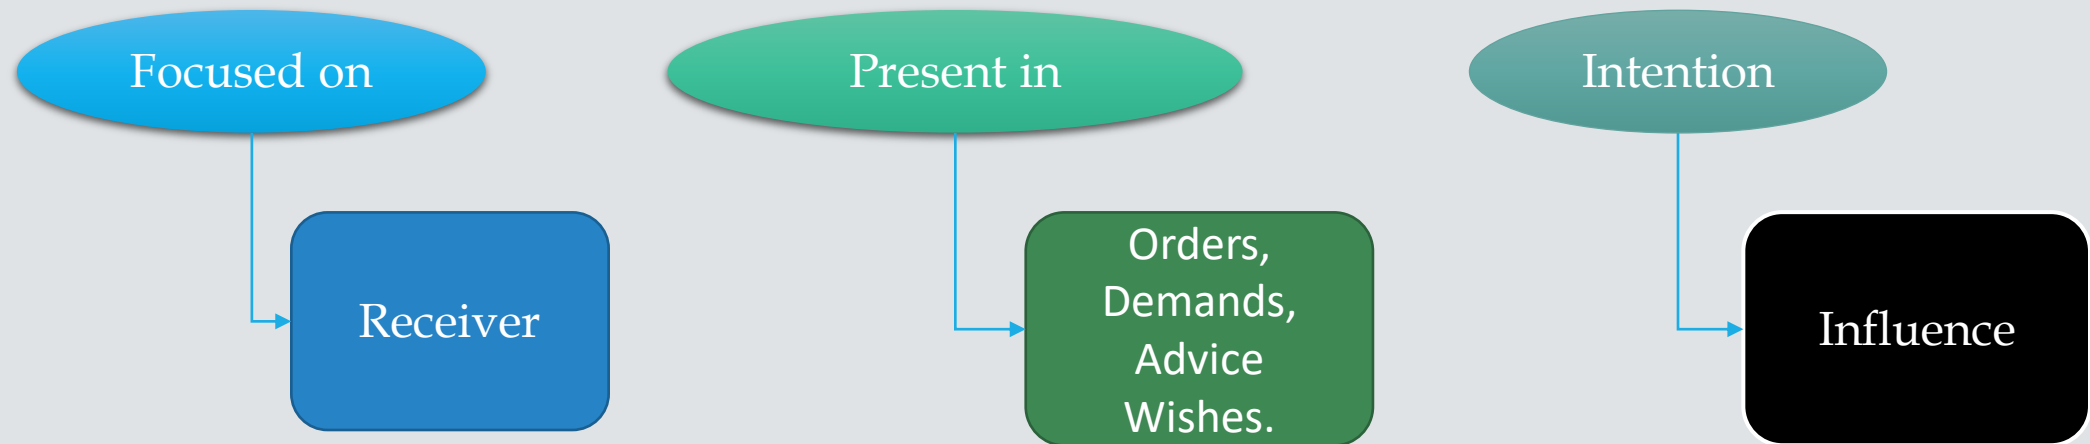 Focused on
Present in
Intention
Receiver
Orders,
Demands,
Advice
Wishes.
Influence